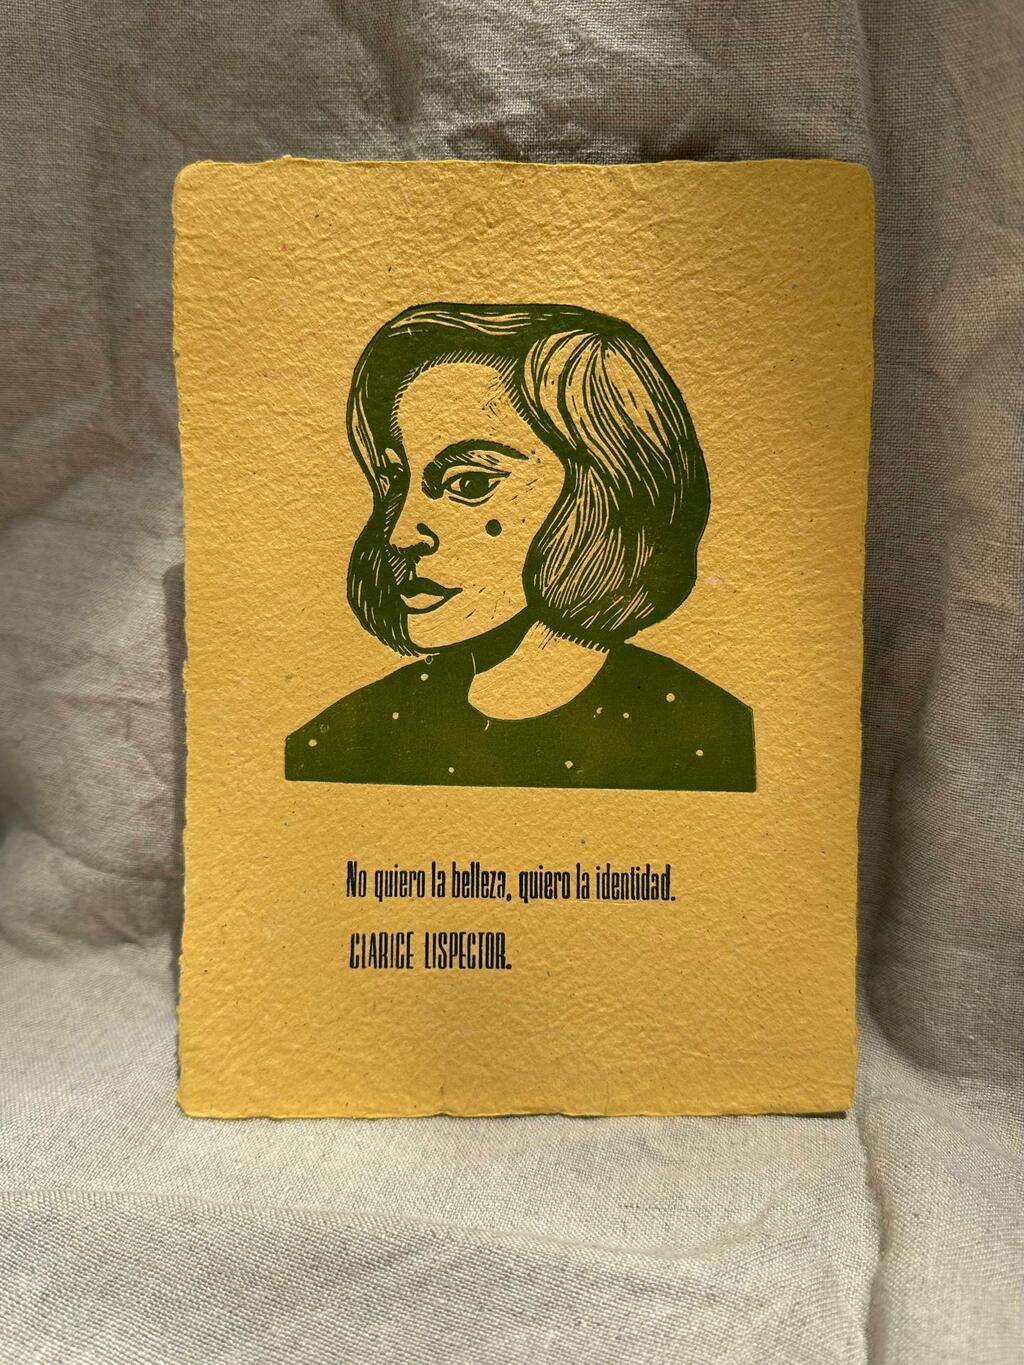 No quiero la belleza, quiero la identidad.
CLARICE LISPECTOR.